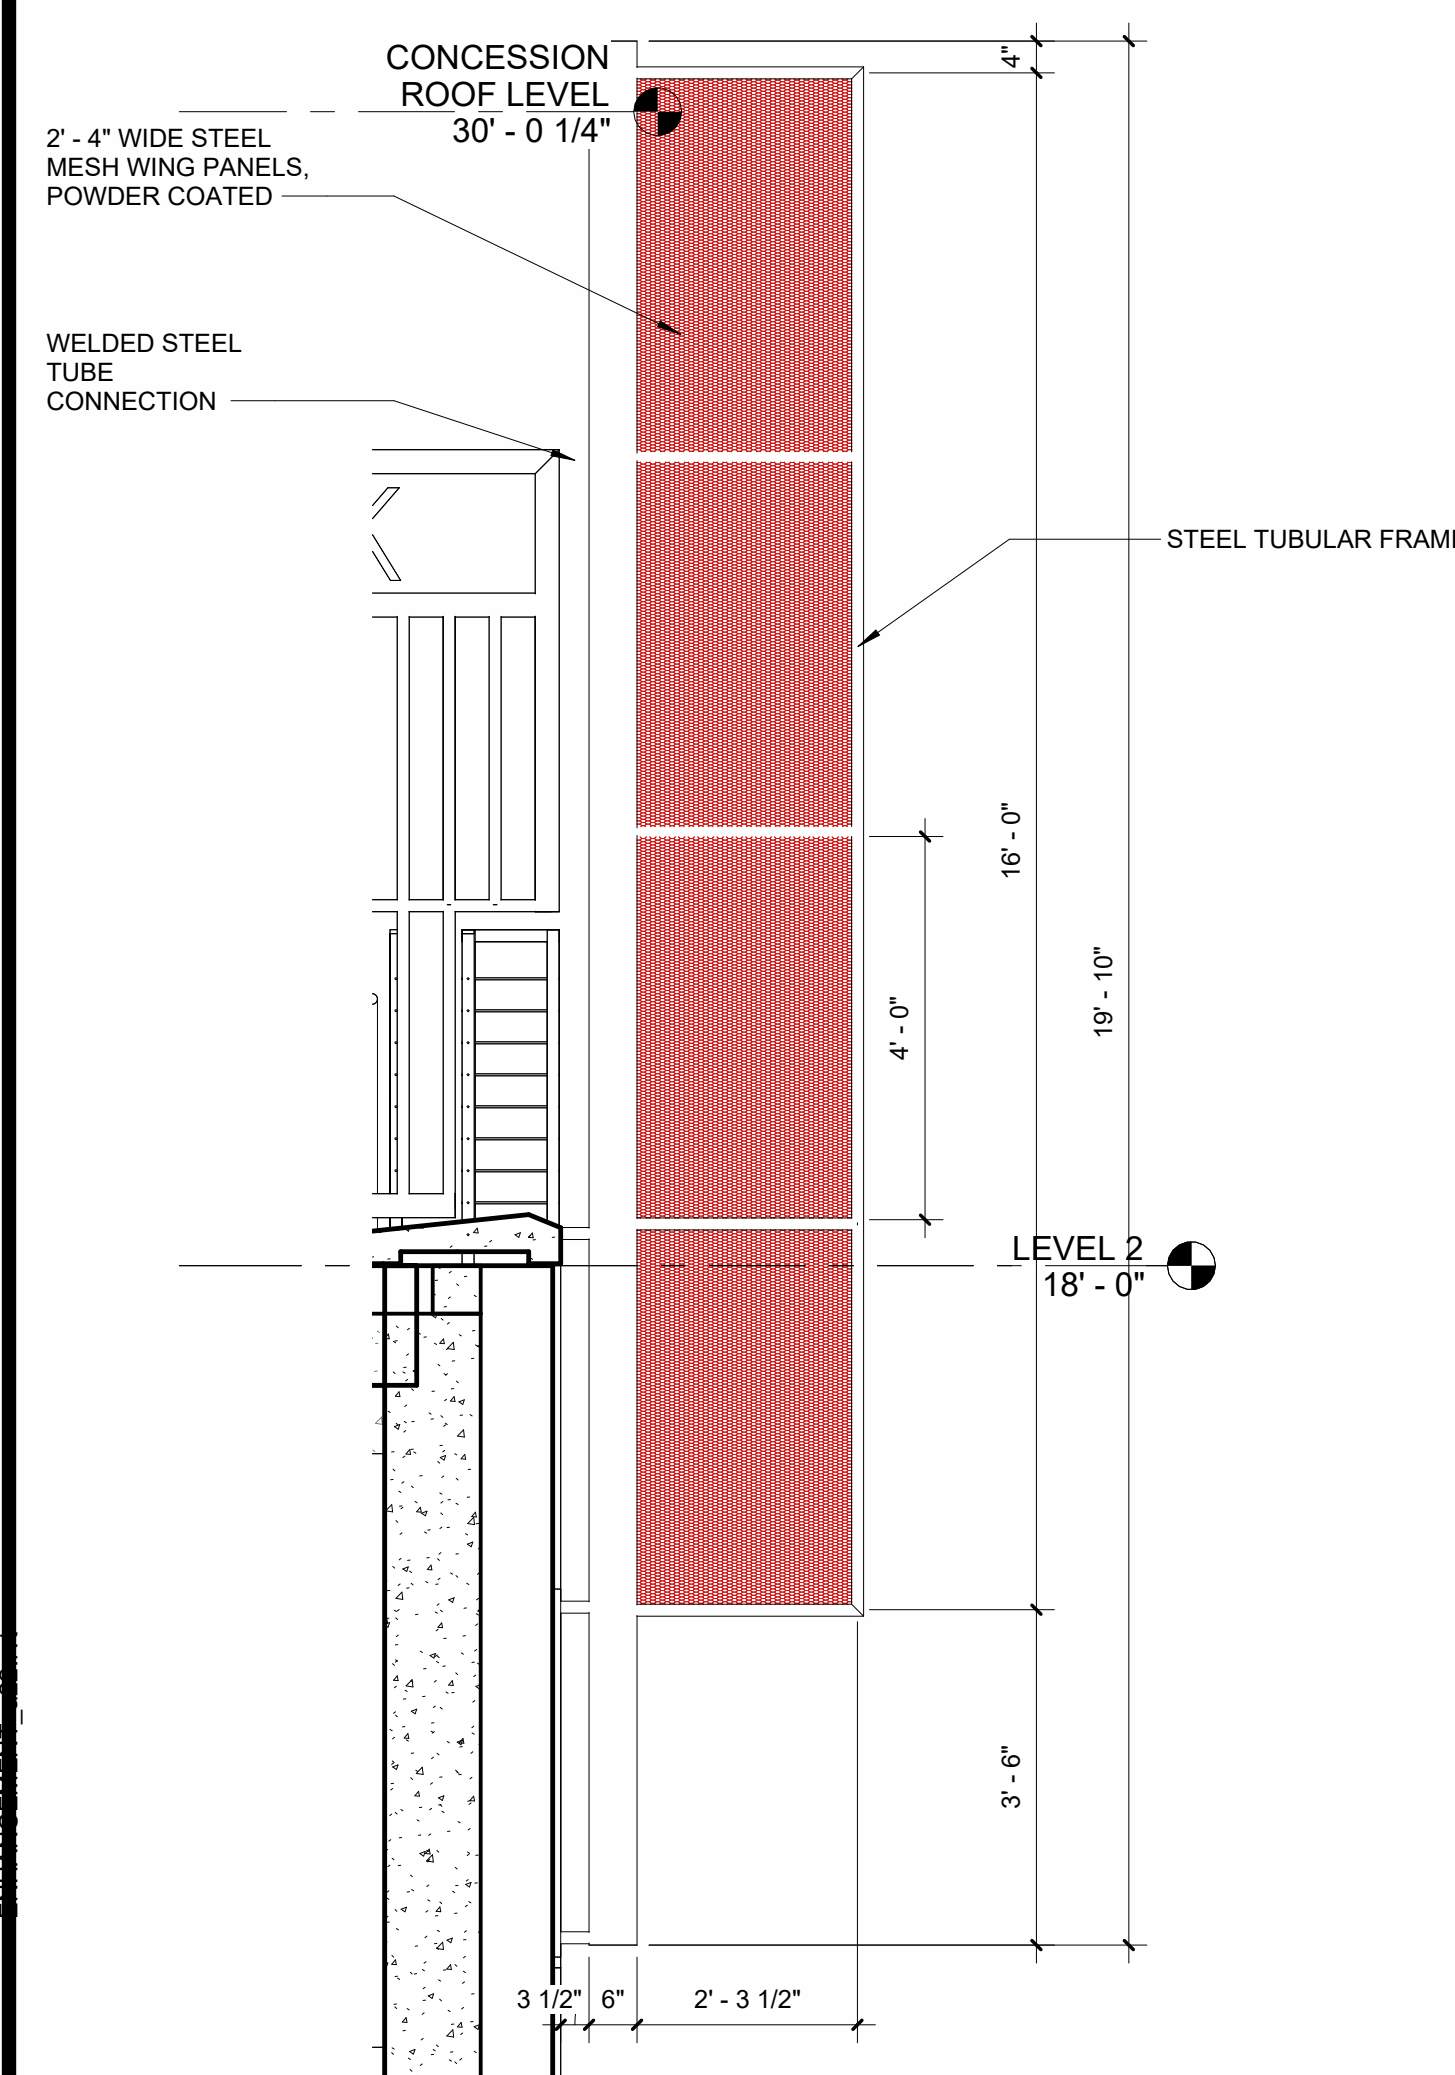 CONCESSION
ROOF LEVEL
30' - 0 1/4"
4"
2' - 4" WIDE STEEL
MESH WING PANELS,
POWDER COATED
WELDED STEEL
TUBE
CONNECTION
K
STEEL TUBULAR
16' - 0"
19' - 10"
4' - 0"
LEVEL 2
18' - 0"
3' - 6"
3 1/2"
6"
2' - 3 1/2"